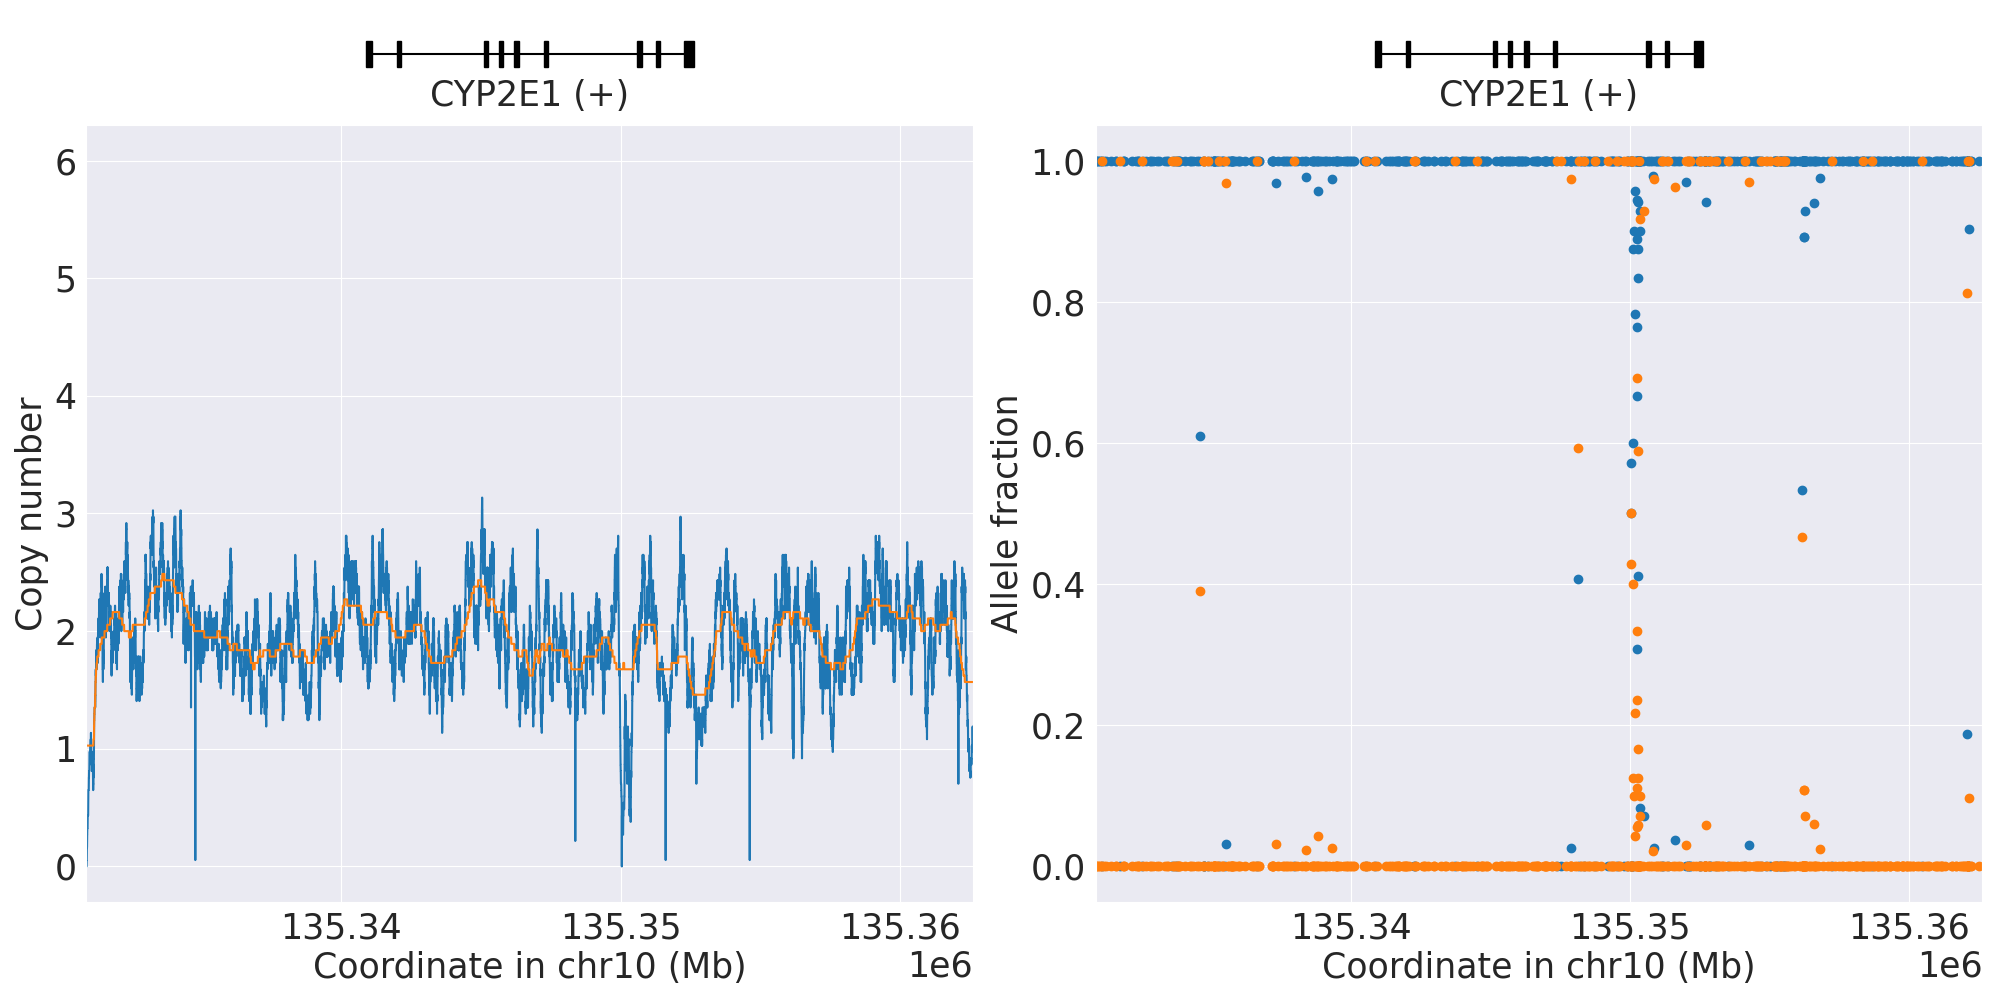 CYP2E1 (+)
6
5
4
3
2
1
0
Copy number
135.34 135.35 135.36
Coordinate in chr10 (Mb)
1e6
CYP2E1 (+)
1.0
0.8
0.6
0.4
0.2
0.0
Allele fraction
135.34 135.35 135.36
Coordinate in chr10 (Mb)
1e6